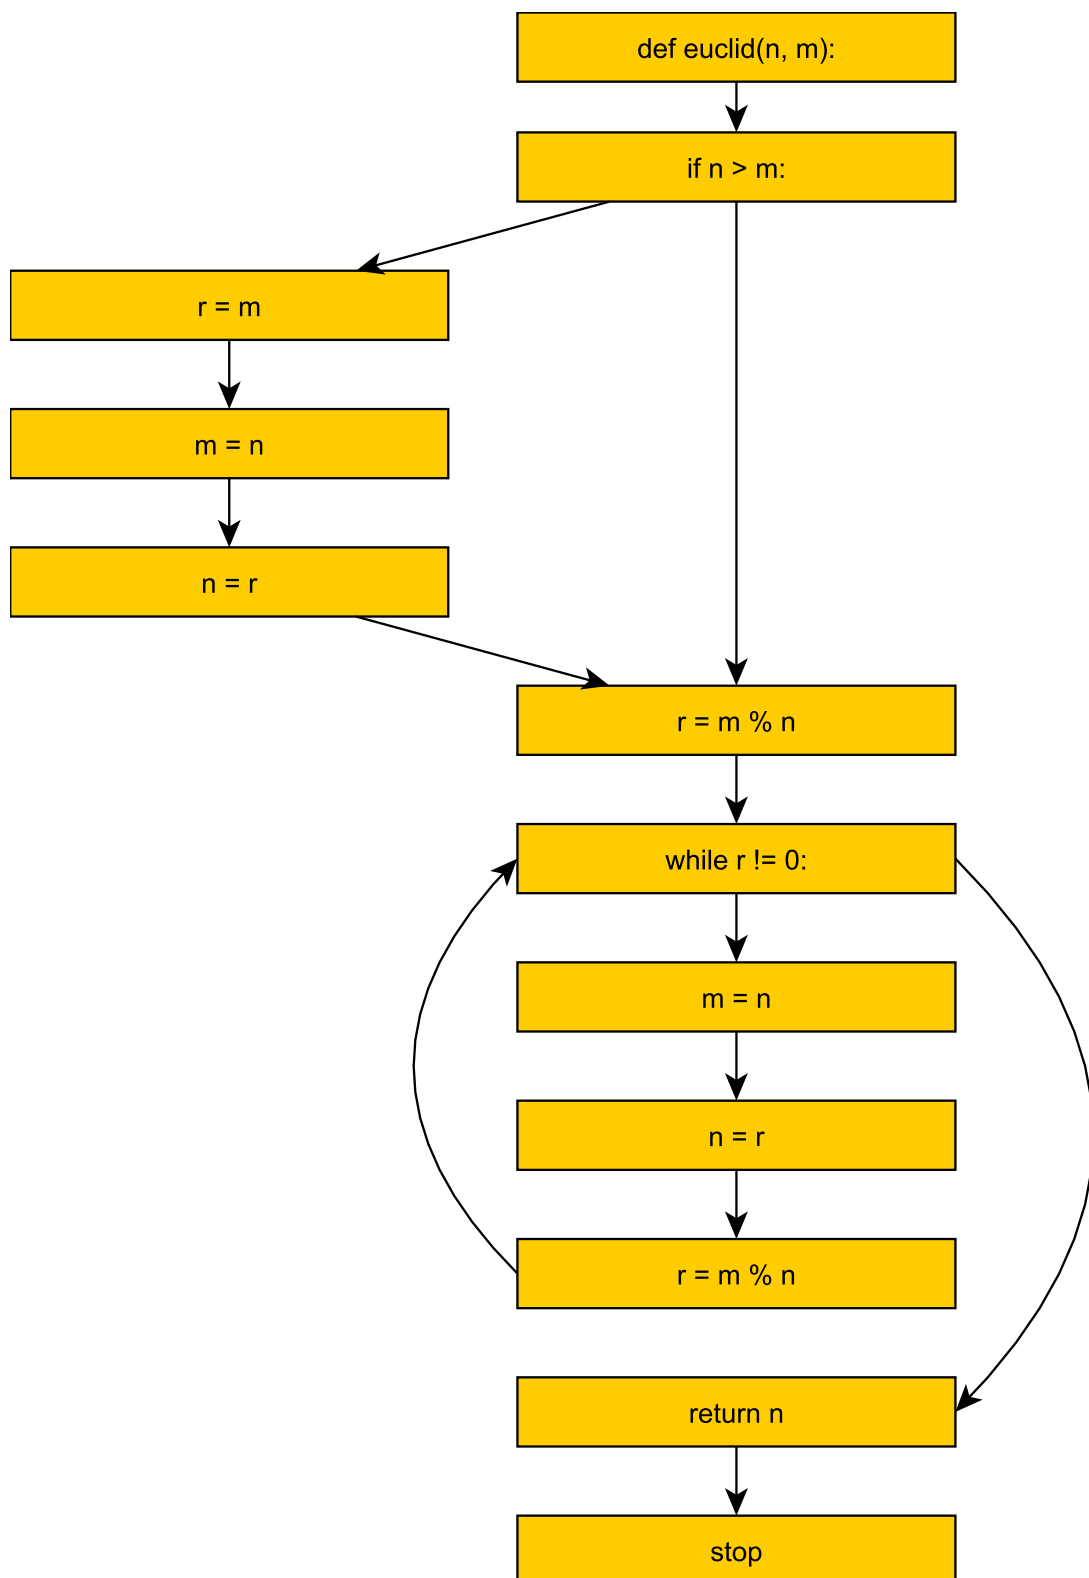 def euclid(n, m):
if n > m:
r = m
m = n
n = r
r = m % n
while r != 0:
m = n
n = r
r = m % n
return n
stop